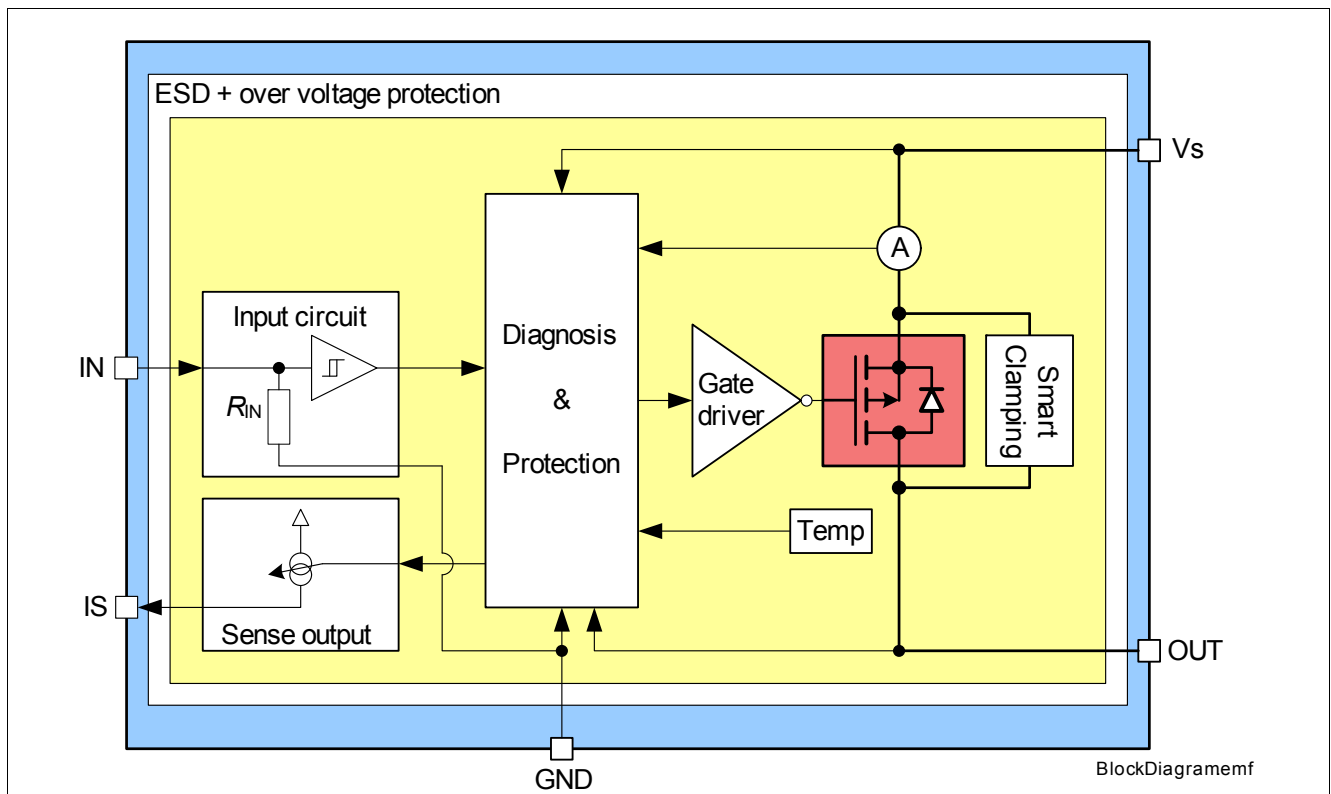 ESD + over voltage protection
Vs
A
Input circuit
IN
RIN
Diagnosis
&
Protection
Gate
driver
Smart
Clamping
Temp
IS
Sense output
OUT
GND
BlockDiagramemf